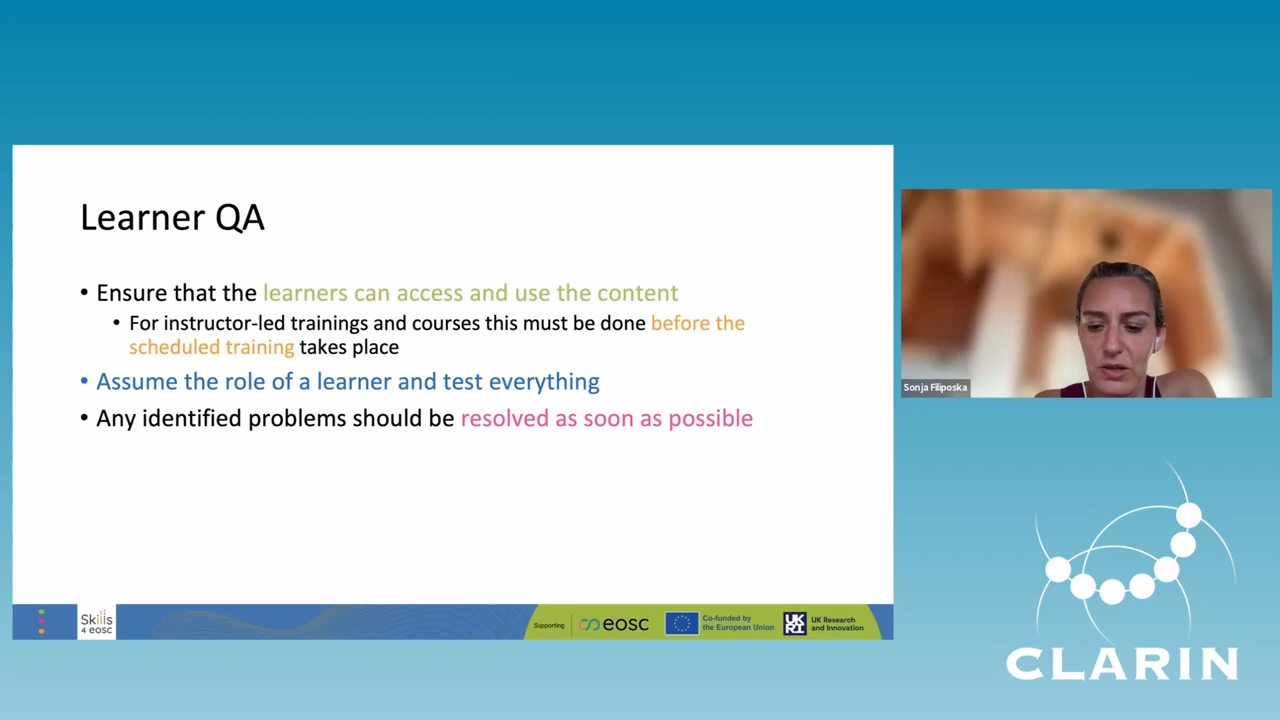 Learner QA
• Ensure that the learners can access and use the content
• For instructor-led trainings and courses this must be done before the
scheduled training takes place
• Assume the role of a learner and test everything
• Any identified problems should be resolved as soon as possible
Skills
4 eosc
Supporting
eosc
Co-funded by
the European Union
UK
RI
UK Research
and Innovation
Sonja Filiposka
CLARIN